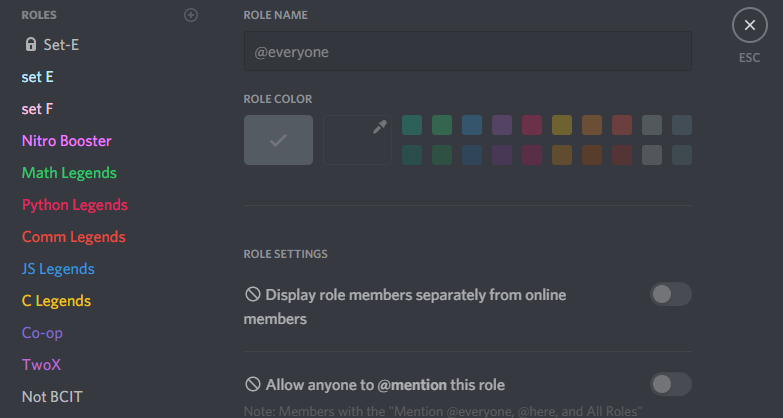 ROLES
Set-E
set E
set F
Nitro Booster
Math Legends
Python Legends
Comm Legends
JS Legends
C Legends
Co-op
TwoX
Not BCIT
ROLE NAME
@everyone
ROLE COLOR
ROLE SETTINGS
Display role members separately from online
members
Allow anyone to @mention this role
Note: Members with the "Mention @everyone, @here, and All Roles"
ESC